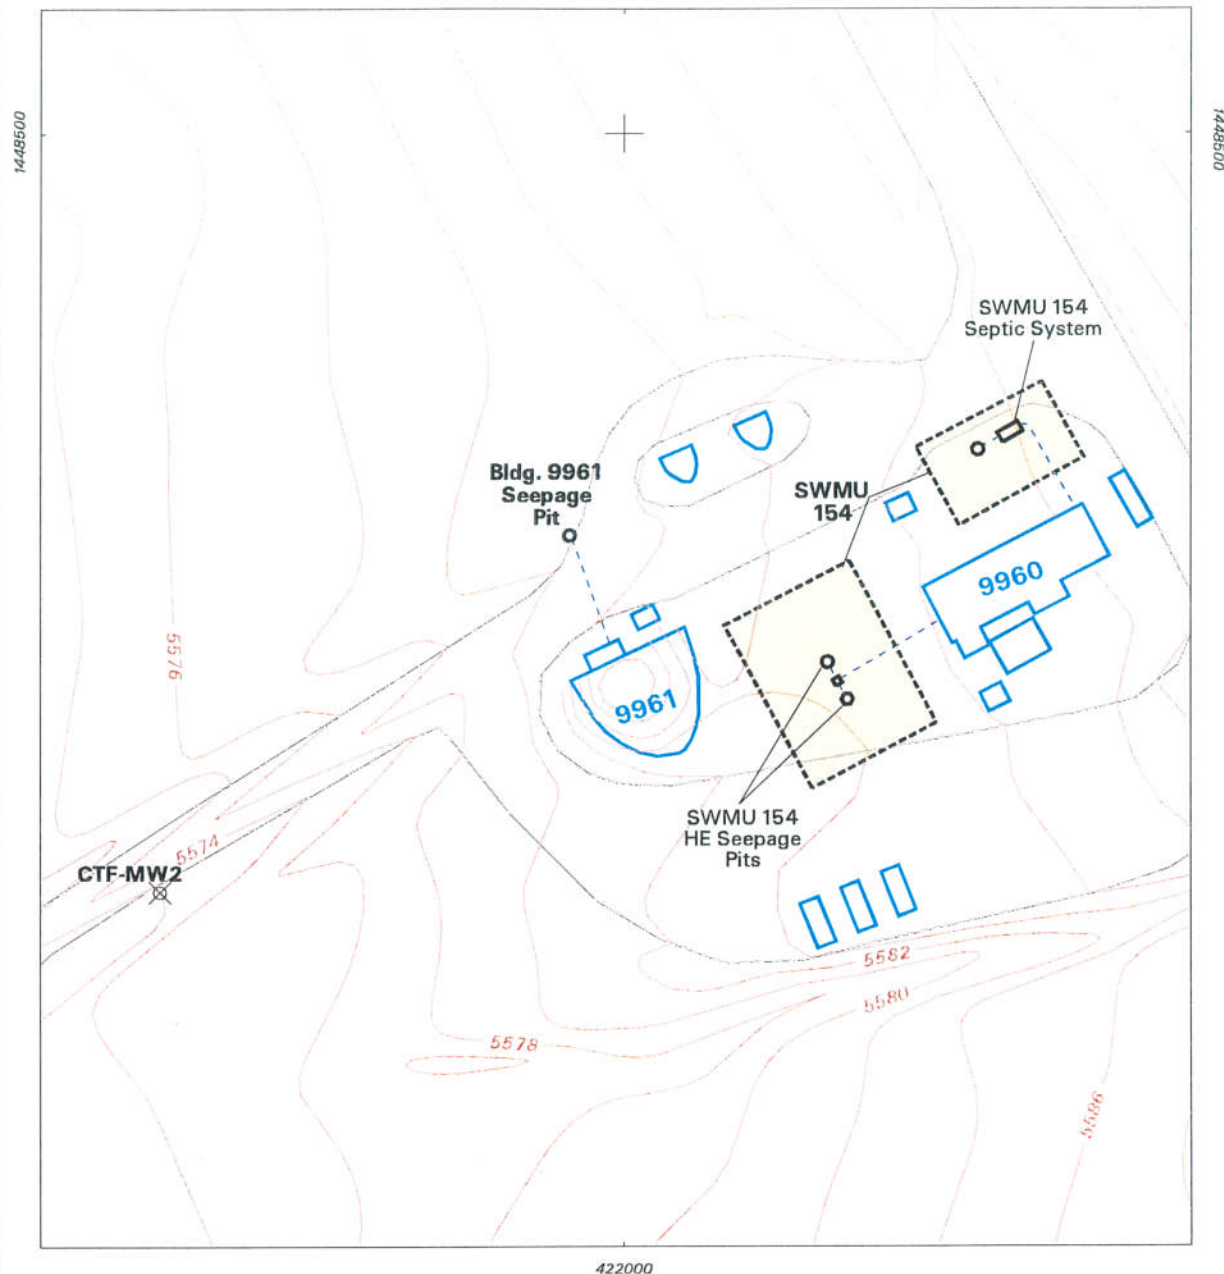 1448500
1448500
SWMU 154
Septic System
Bldg. 9961
Seepage
Pit
SWMU
154
9960
5576
9961
SWMU 154
HE Seepage
Pits
5574
CTF-MW2
5582
5580
5578
5586
422000